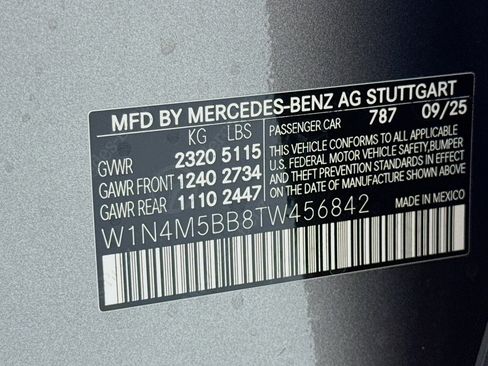 MFD BY MERCEDES-BENZ AG STUTTGART
KG LBS PASSENGER CAR 787 09/25
GVWR 2320 5115
GAWR FRONT 1240 2734
GAWR REAR 1110 2447
THIS VEHICLE CONFORMS TO ALL APPLICABLE
U.S. FEDERAL MOTOR VEHICLE SAFETY, BUMPER
AND THEFT PREVENTION STANDARDS IN EFFECT
ON THE DATE OF MANUFACTURE SHOWN ABOVE.
W1N4M5BB8TW456842
MADE IN MEXICO